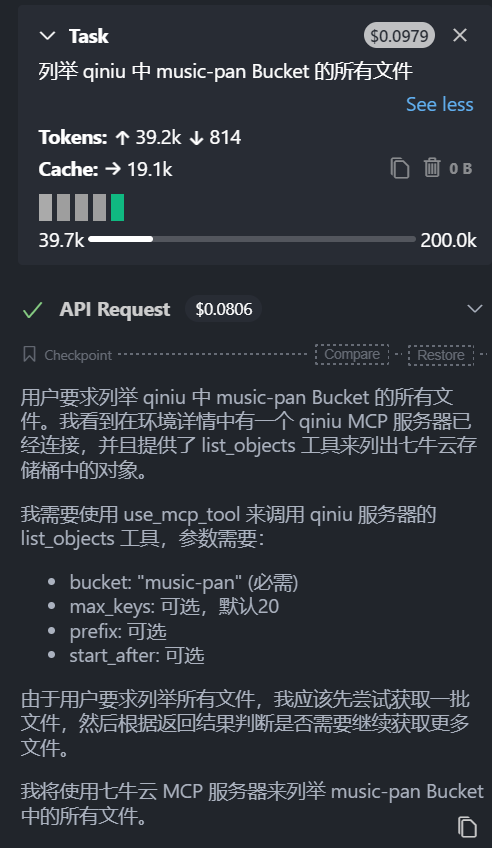 Task $0.0979
列举 qiniu 中 music-pan Bucket 的所有文件
See less
Tokens: ↑ 39.2k ↓ 814
Cache: → 19.1k 0 B
39.7k 200.0k
API Request $0.0806
Checkpoint Compare Restore
用户要求列举 qiniu 中 music-pan Bucket 的所有文
件。我看到在环境详情中有一个 qiniu MCP 服务器已
经连接，并且提供了 list_objects 工具来列出七牛云存
储桶中的对象。
我需要使用 use_mcp_tool 来调用 qiniu 服务器的
list_objects 工具，参数需要：
• bucket: "music-pan" (必需)
• max_keys: 可选，默认20
• prefix: 可选
• start_after: 可选
由于用户要求列举所有文件，我应该先尝试获取一批
文件，然后根据返回结果判断是否需要继续获取更多
文件。
我将使用七牛云 MCP 服务器来列举 music-pan Bucket
中的所有文件。